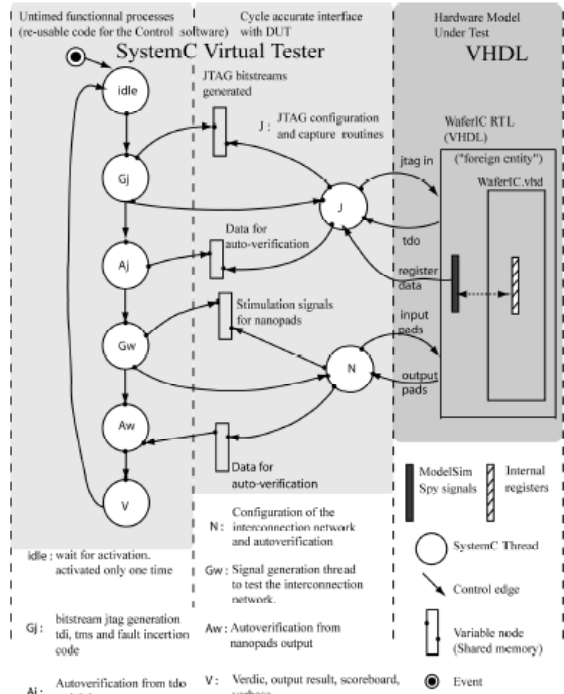 Untimed functionnal processes
(re-usable code for the Control software)
Cycle accurate interface
with DUT
Hardware Model
Under Test
SystemC Virtual Tester
VHDL
idle
JTAG bitstreams
generated
J : JTAG configuration
and capture routines
WaferIC RTL
(VHDL)
("foreign entity")
WaferIC.vhd
jtag in
Gj
J
tdo
Data for
auto-verification
register
data
Aj
Stimulation signals
for nanopads
input
pads
Gw
N
output
pads
Aw
Data for
auto-verification
V
ModelSim
Spy signals
Internal
registers
SystemC Thread
Control edge
Variable node
(Shared memory)
Event
idle : wait for activation.
activated only one time
Gj : bitstream jtag generation
tdi, tms and fault incertion
code
Aj : Autoverification from tdo
N : Configuration of the
interconnection network
and autoverification
Gw : Signal generation thread
to test the interconnection
network.
Aw : Autoverification from
nanopads output
V : Verdic, output result, scoreboard,